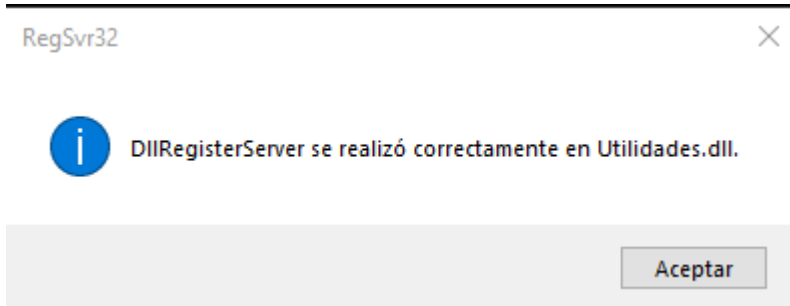 RegSvr32
DllRegisterServer se realizó correctamente en Utilidades.dll.
Aceptar